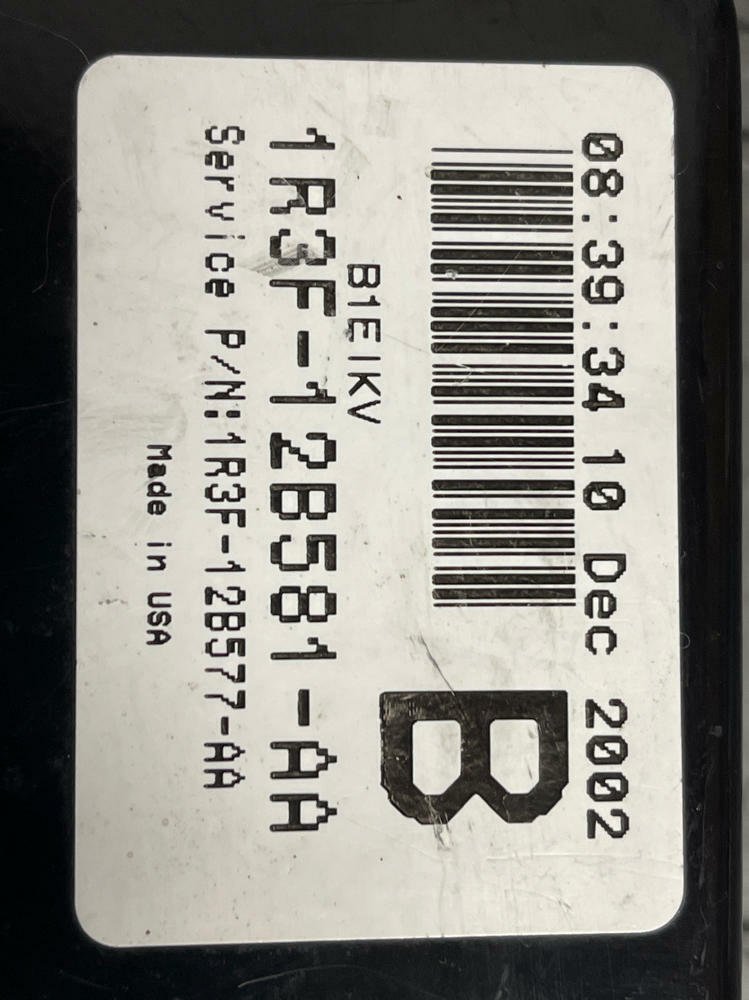 08:39:34 10 Dec 2002
B
B1EIKV
1R3F-12B581-AA
Service P/N:1R3F-12B577-AA
Made in USA